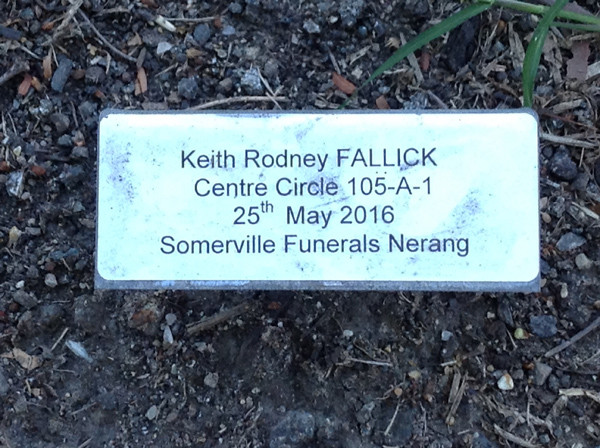 Keith Rodney FALLICK
Centre Circle 105-A-1
25th May 2016
Somerville Funerals Nerang